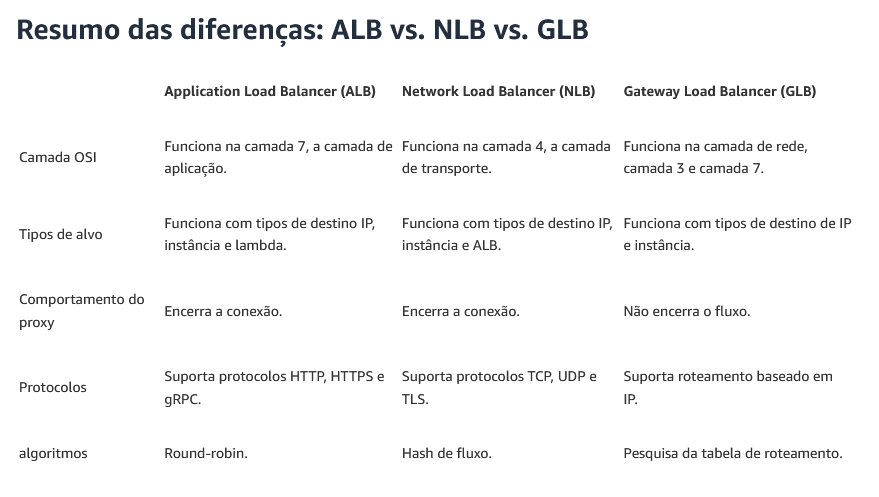 Resumo das diferenças: ALB vs. NLB vs. GLB
Application Load Balancer (ALB) Network Load Balancer (NLB) Gateway Load Balancer (GLB)
Camada OSI
Funciona na camada 7, a camada de
aplicação.
Funciona na camada 4, a camada
de transporte.
Funciona na camada de rede,
camada 3 e camada 7.
Tipos de alvo
Funciona com tipos de destino IP,
instância e lambda.
Funciona com tipos de destino IP,
instância e ALB.
Funciona com tipos de destino de IP
e instância.
Comportamento do
proxy
Encerra a conexão.
Encerra a conexão.
Não encerra o fluxo.
Protocolos
Suporta protocolos HTTP, HTTPS e
gRPC.
Suporta protocolos TCP, UDP e
TLS.
Suporta roteamento baseado em
IP.
algoritmos
Round-robin.
Hash de fluxo.
Pesquisa da tabela de roteamento.